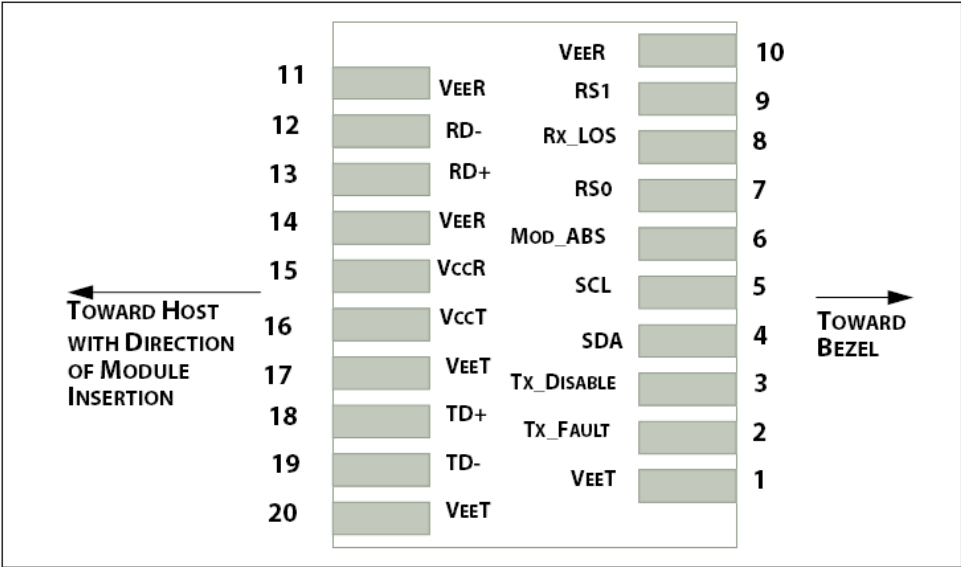 VEER 10
11 VEER
RS1 9
12 RD-
RX_LOS 8
13 RD+
RS0 7
14 VEER
MOD_ABS 6
15 VCCR
SCL 5
16 VCCT
SDA 4
17 VEET
TX_DISABLE 3
18 TD+
TX_FAULT 2
19 TD-
VEET 1
20 VEET
TOWARD HOST
WITH DIRECTION
OF MODULE
INSERTION
TOWARD
BEZEL